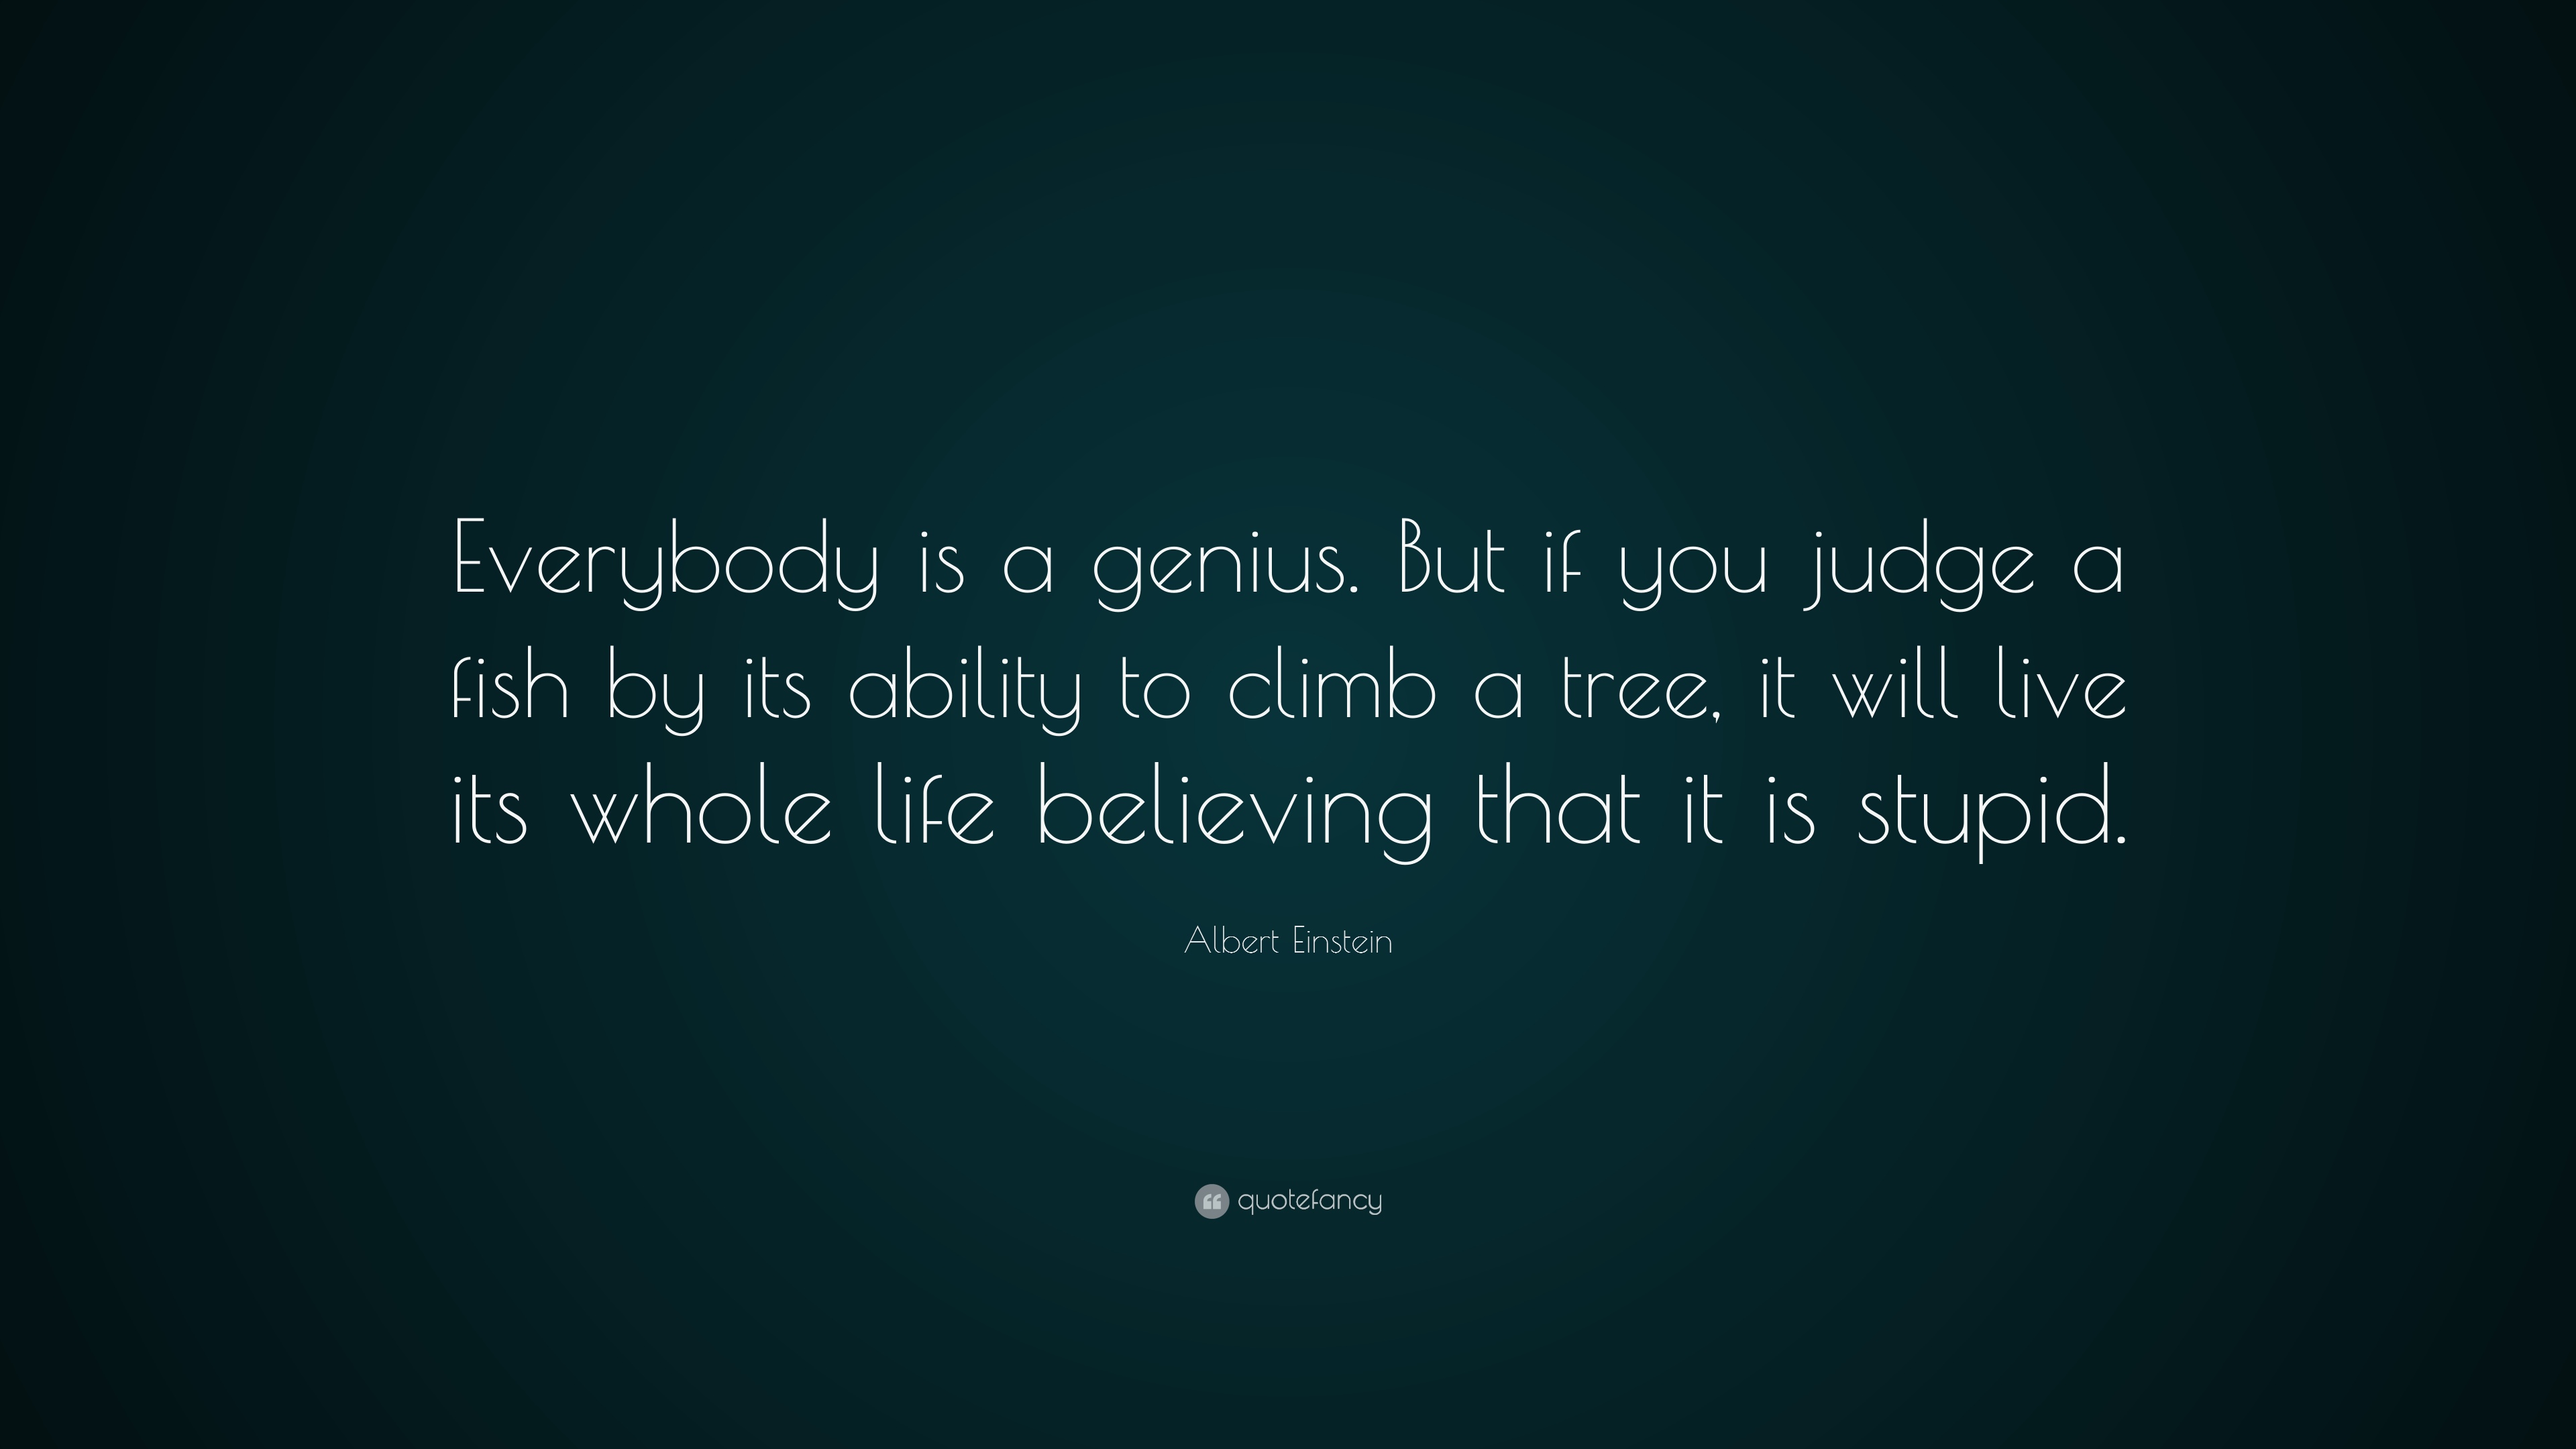 Everybody is a genius. But if you judge a
fish by its ability to climb a tree, it will live
its whole life believing that it is stupid.
Albert Einstein
quotefancy